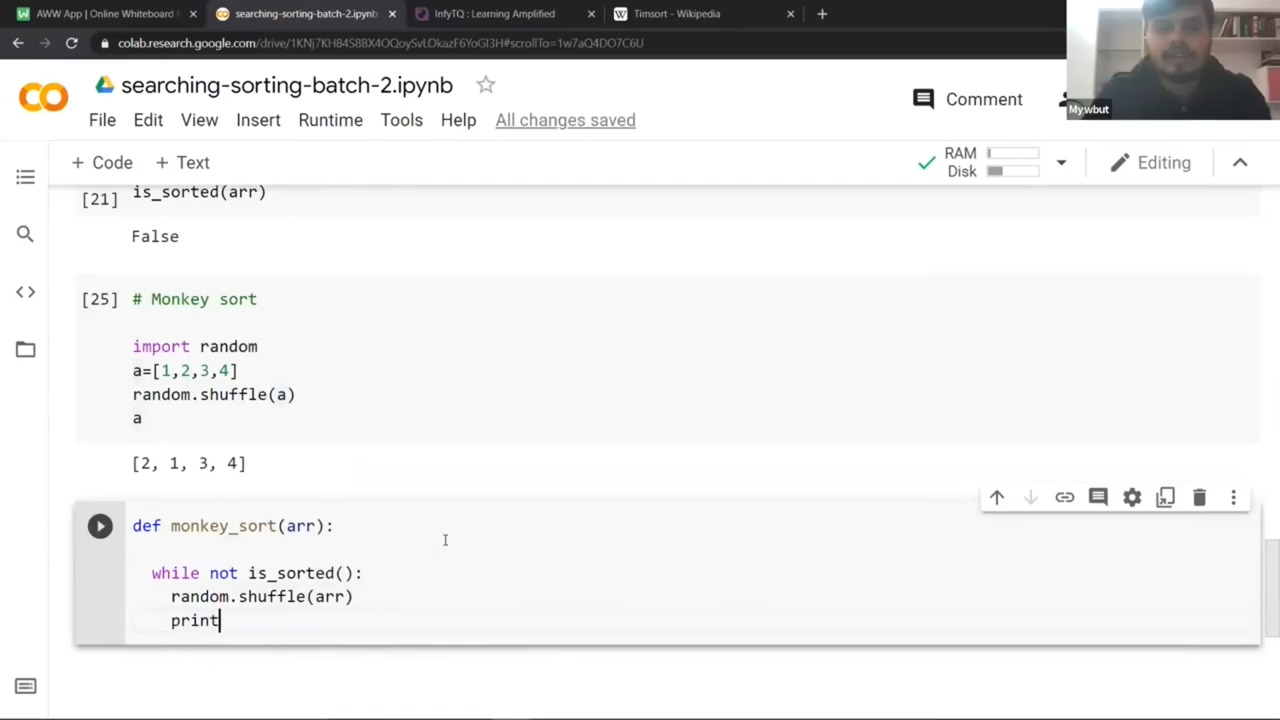 AWW App | Online Whiteboard
searching-sorting-batch-2.ipynb
InfyTQ : Learning Amplified
Timsort - Wikipedia
colab.research.google.com/drive/1KNj7KH84S8BX4OQoySvLOkazF6YoGI3H#scrollTo=1w7aQ4DO7C6U
Mywbut
CO
searching-sorting-batch-2.ipynb
Comment
File Edit View Insert Runtime Tools Help All changes saved
+ Code + Text
RAM
Disk
Editing
[21] is_sorted(arr)
False
[25] # Monkey sort
import random
a=[1,2,3,4]
random.shuffle(a)
a
[2, 1, 3, 4]
def monkey_sort(arr):
while not is_sorted():
random.shuffle(arr)
print